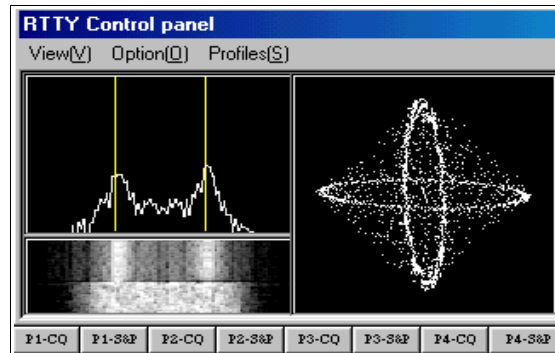 RTTY Control panel
View(V) Option(O) Profiles(S)
P1-CQ P1-S&P P2-CQ P2-S&P P3-CQ P3-S&P P4-CQ P4-S&P